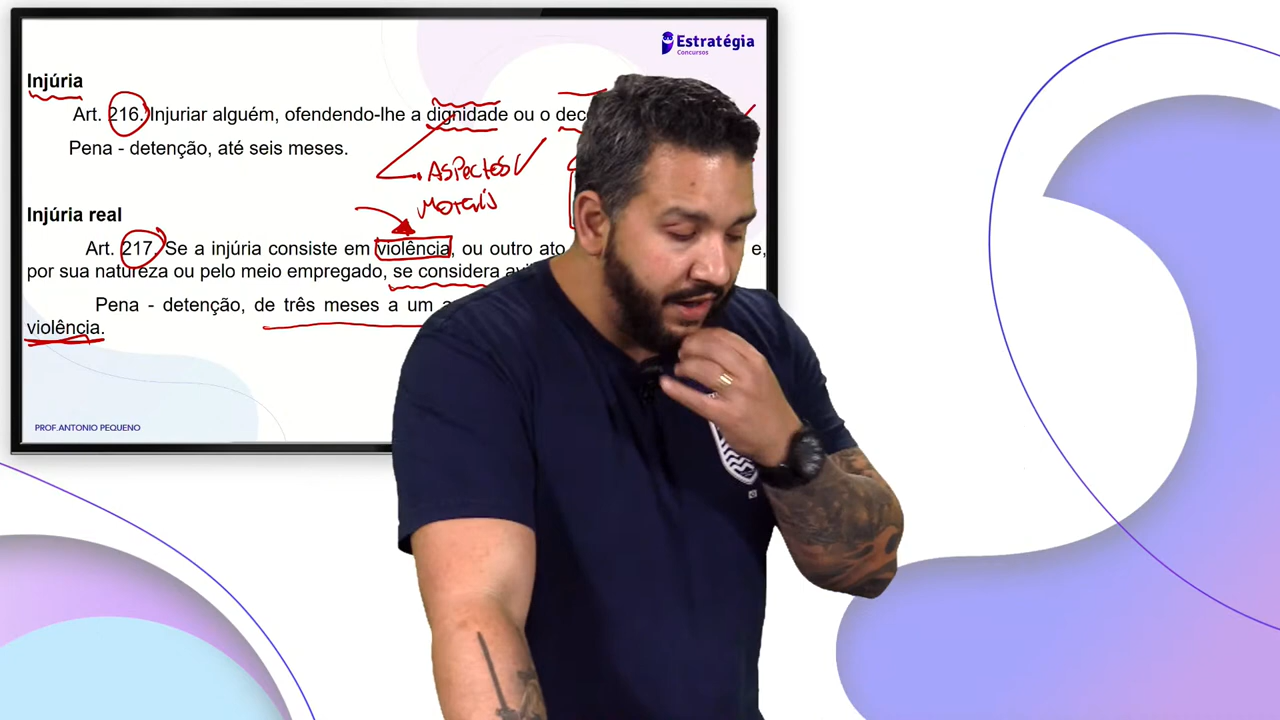 Estratégia
Concursos
Injúria
Art. 216. Injuriar alguém, ofendendo-lhe a dignidade ou o
Pena - detenção, até seis meses.
Aspectos
Morais
Injúria real
Art. 217. Se a injúria consiste em violência, ou outro ato
por sua natureza ou pelo meio empregado, se considera
Pena - detenção, de três meses a um
violência.
PROF.ANTONIO PEQUENO